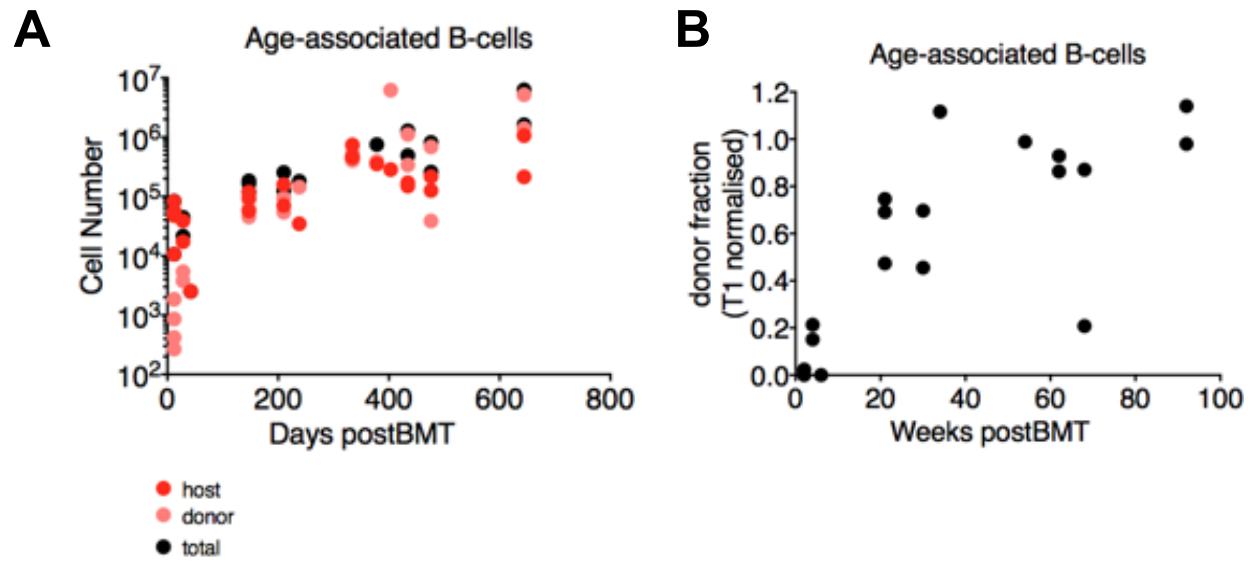 A
Age-associated B-cells
10^7
10^6
10^5
10^4
10^3
10^2
Cell Number
0 200 400 600 800
Days postBMT
host
donor
total
B
Age-associated B-cells
donor fraction
(T1 normalised)
1.2
1.0
0.8
0.6
0.4
0.2
0.0
0 20 40 60 80 100
Weeks postBMT